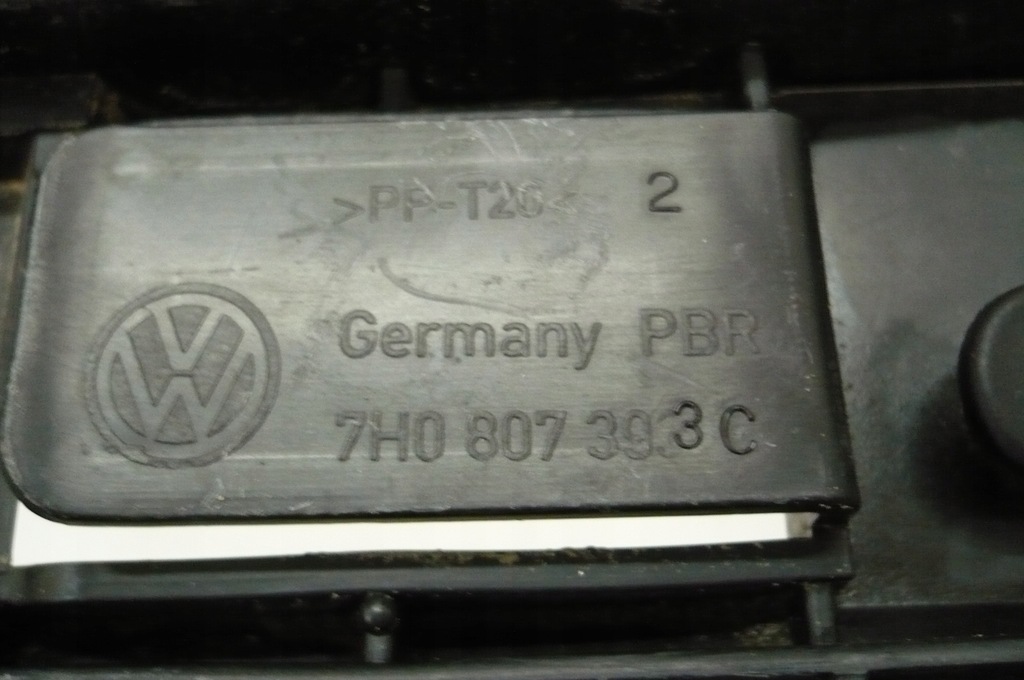 >PP-T20< 2
Germany PBR
7H0 807 393 C